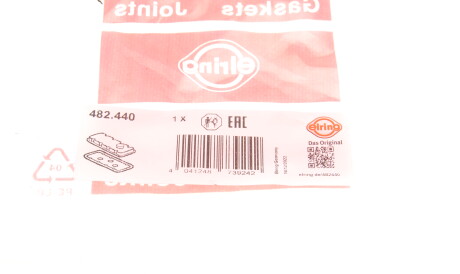 Gaskets Joints
elring
482.440
1 X
EAC
elring
Das Original
4 041248 739242
40